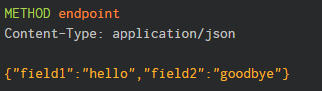 METHOD endpoint
Content-Type: application/json
{"field1":"hello","field2":"goodbye"}